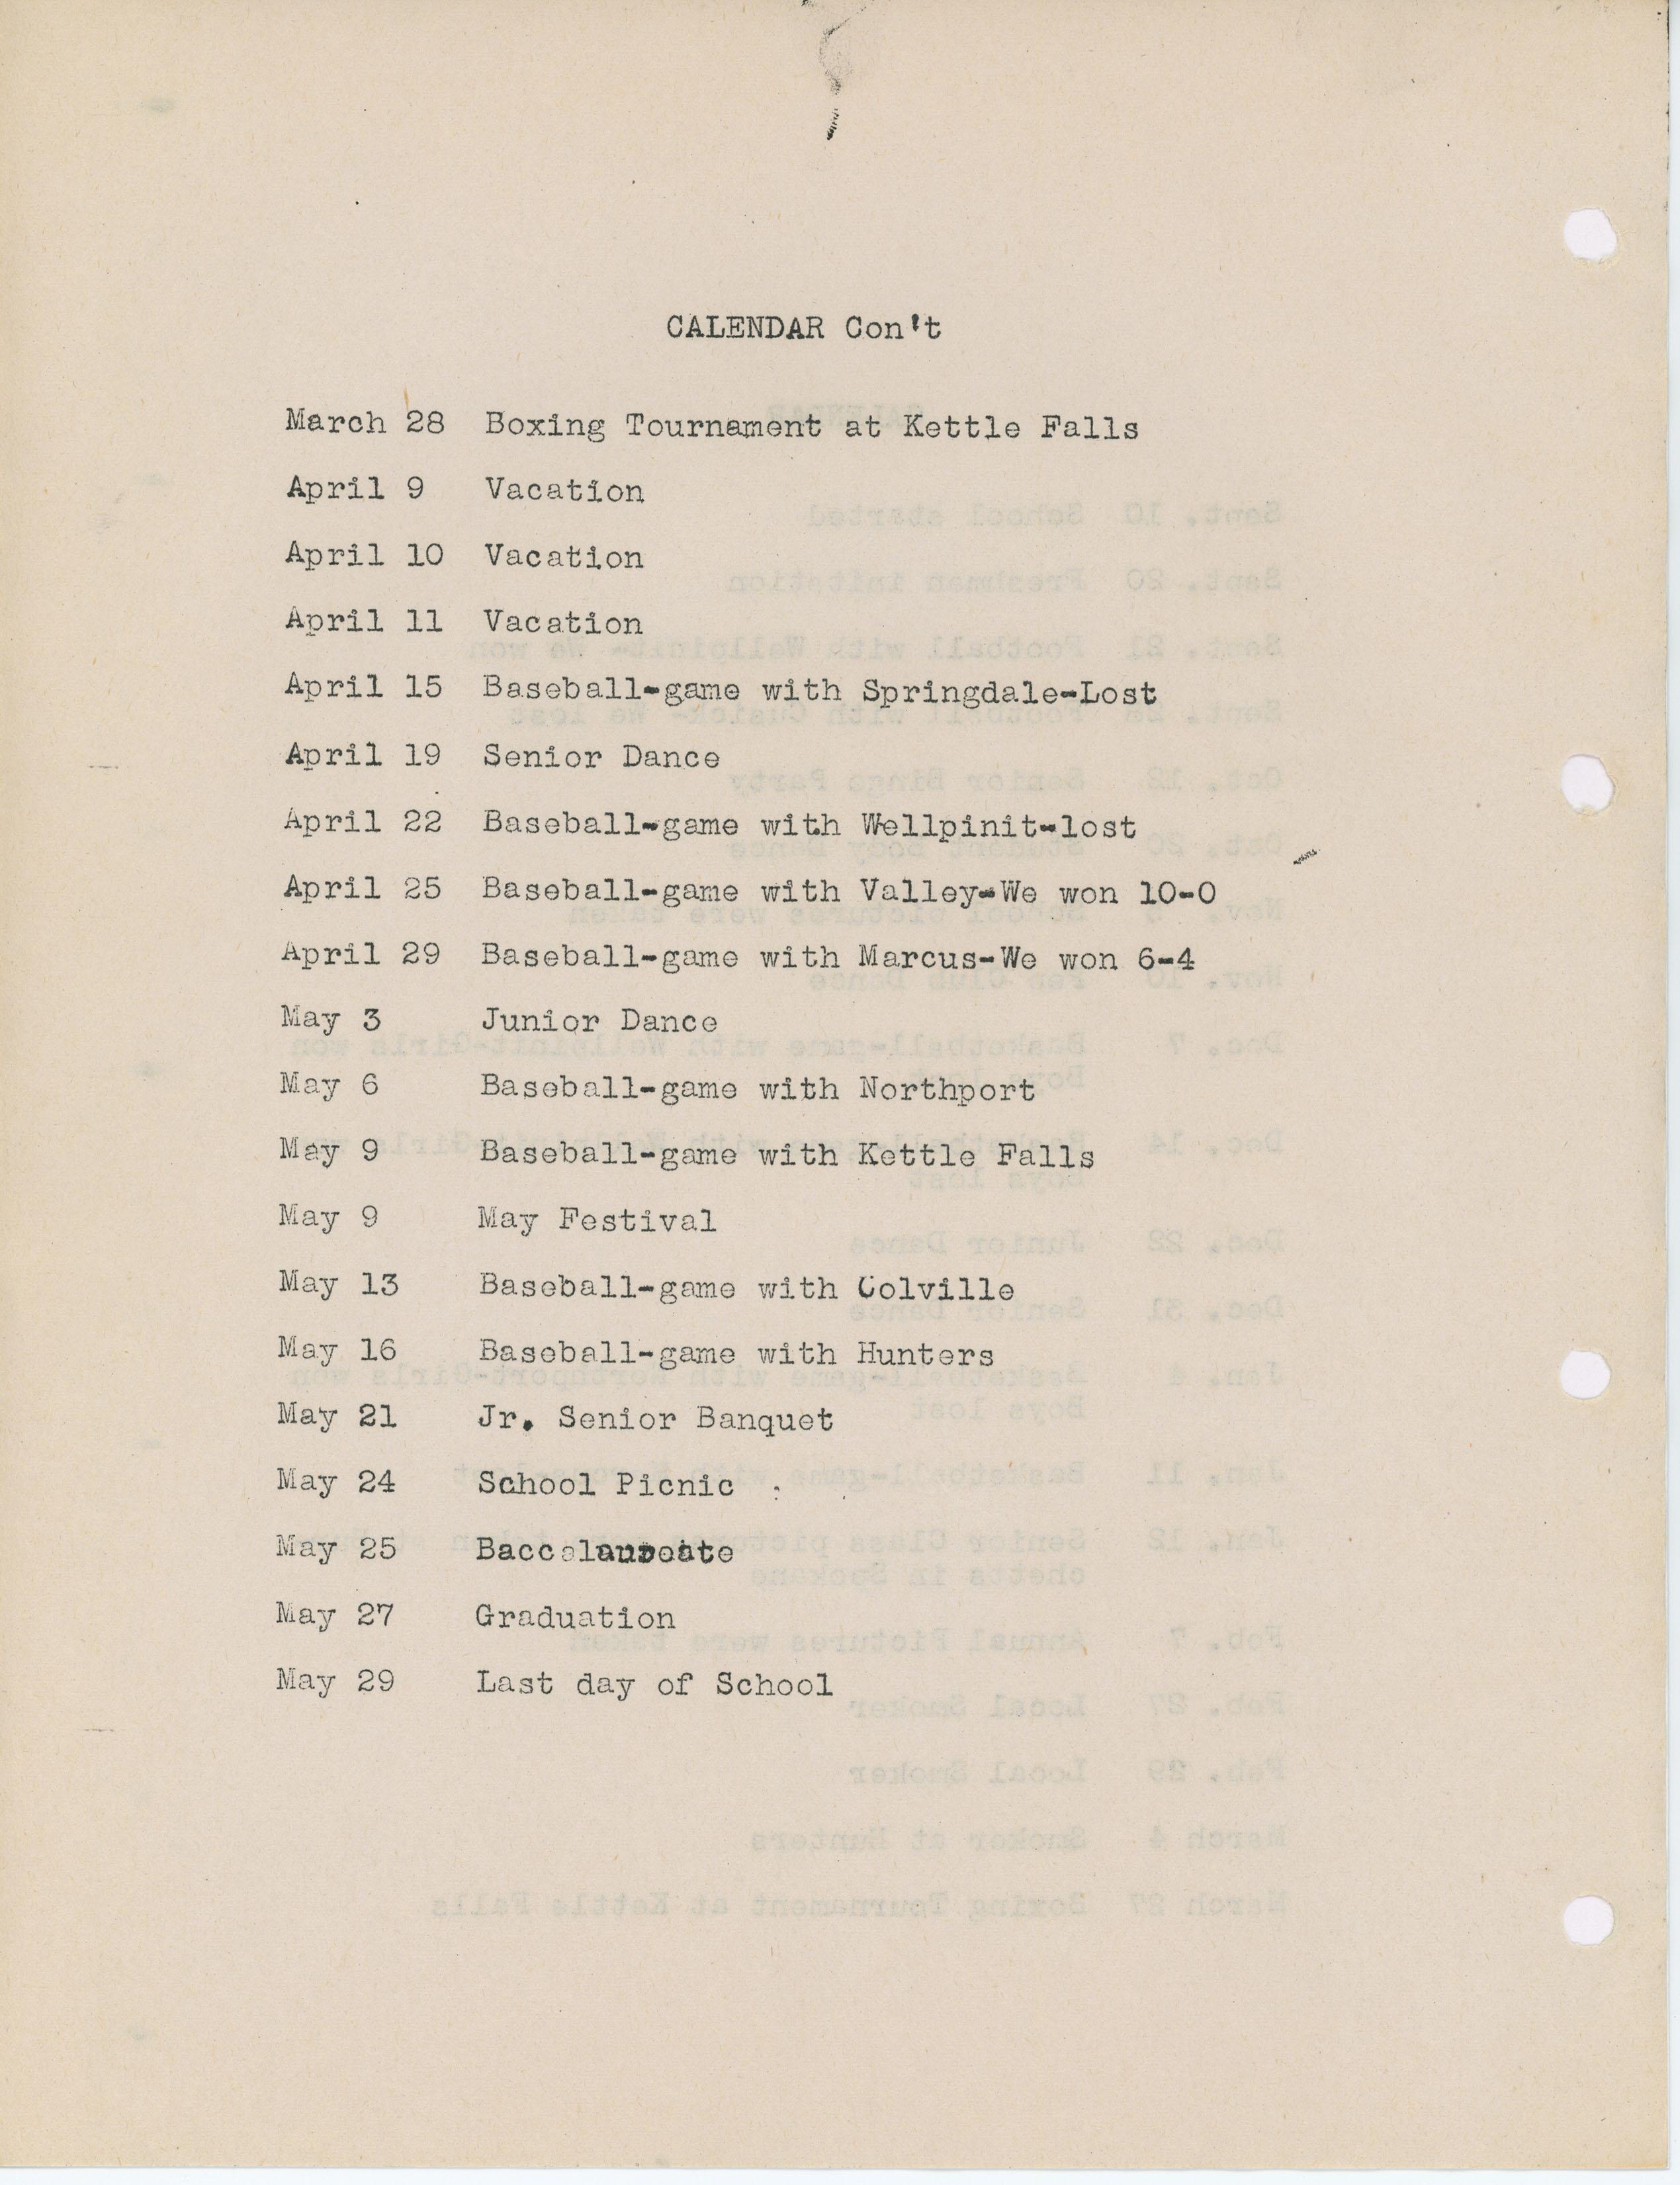 CALENDAR Con't
March 28 Boxing Tournament at Kettle Falls
April 9 Vacation
April 10 Vacation
April 11 Vacation
April 15 Baseball-game with Springdale-Lost
April 19 Senior Dance
April 22 Baseball-game with Wellpinit-lost
April 25 Baseball-game with Valley-We won 10-0
April 29 Baseball-game with Marcus-We won 6-4
May 3 Junior Dance
May 6 Baseball-game with Northport
May 9 Baseball-game with Kettle Falls
May 9 May Festival
May 13 Baseball-game with Colville
May 16 Baseball-game with Hunters
May 21 Jr. Senior Banquet
May 24 School Picnic
May 25 Baccalaureate
May 27 Graduation
May 29 Last day of School